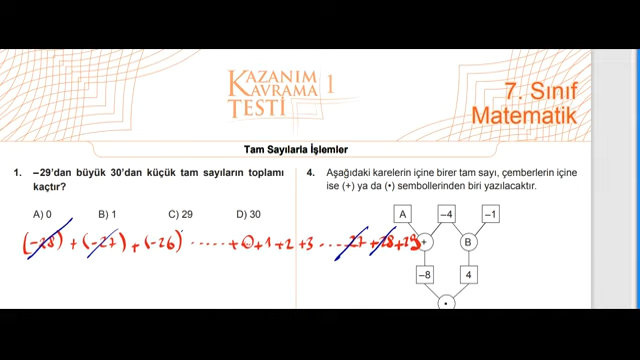 KAZANIM
KAVRAMA 1
TESTİ
7. Sınıf
Matematik
Tam Sayılarla İşlemler
1. –29'dan büyük 30'dan küçük tam sayıların toplamı
kaçtır?
A) 0 B) 1 C) 29 D) 30
(-28) + (-27) + (-26) ...... +0+1+2+3 ... 27+28+29
4. Aşağıdaki karelerin içine birer tam sayı, çemberlerin içine
ise (+) ya da (•) sembollerinden biri yazılacaktır.
A –4 –1
+ B
–8 4
•